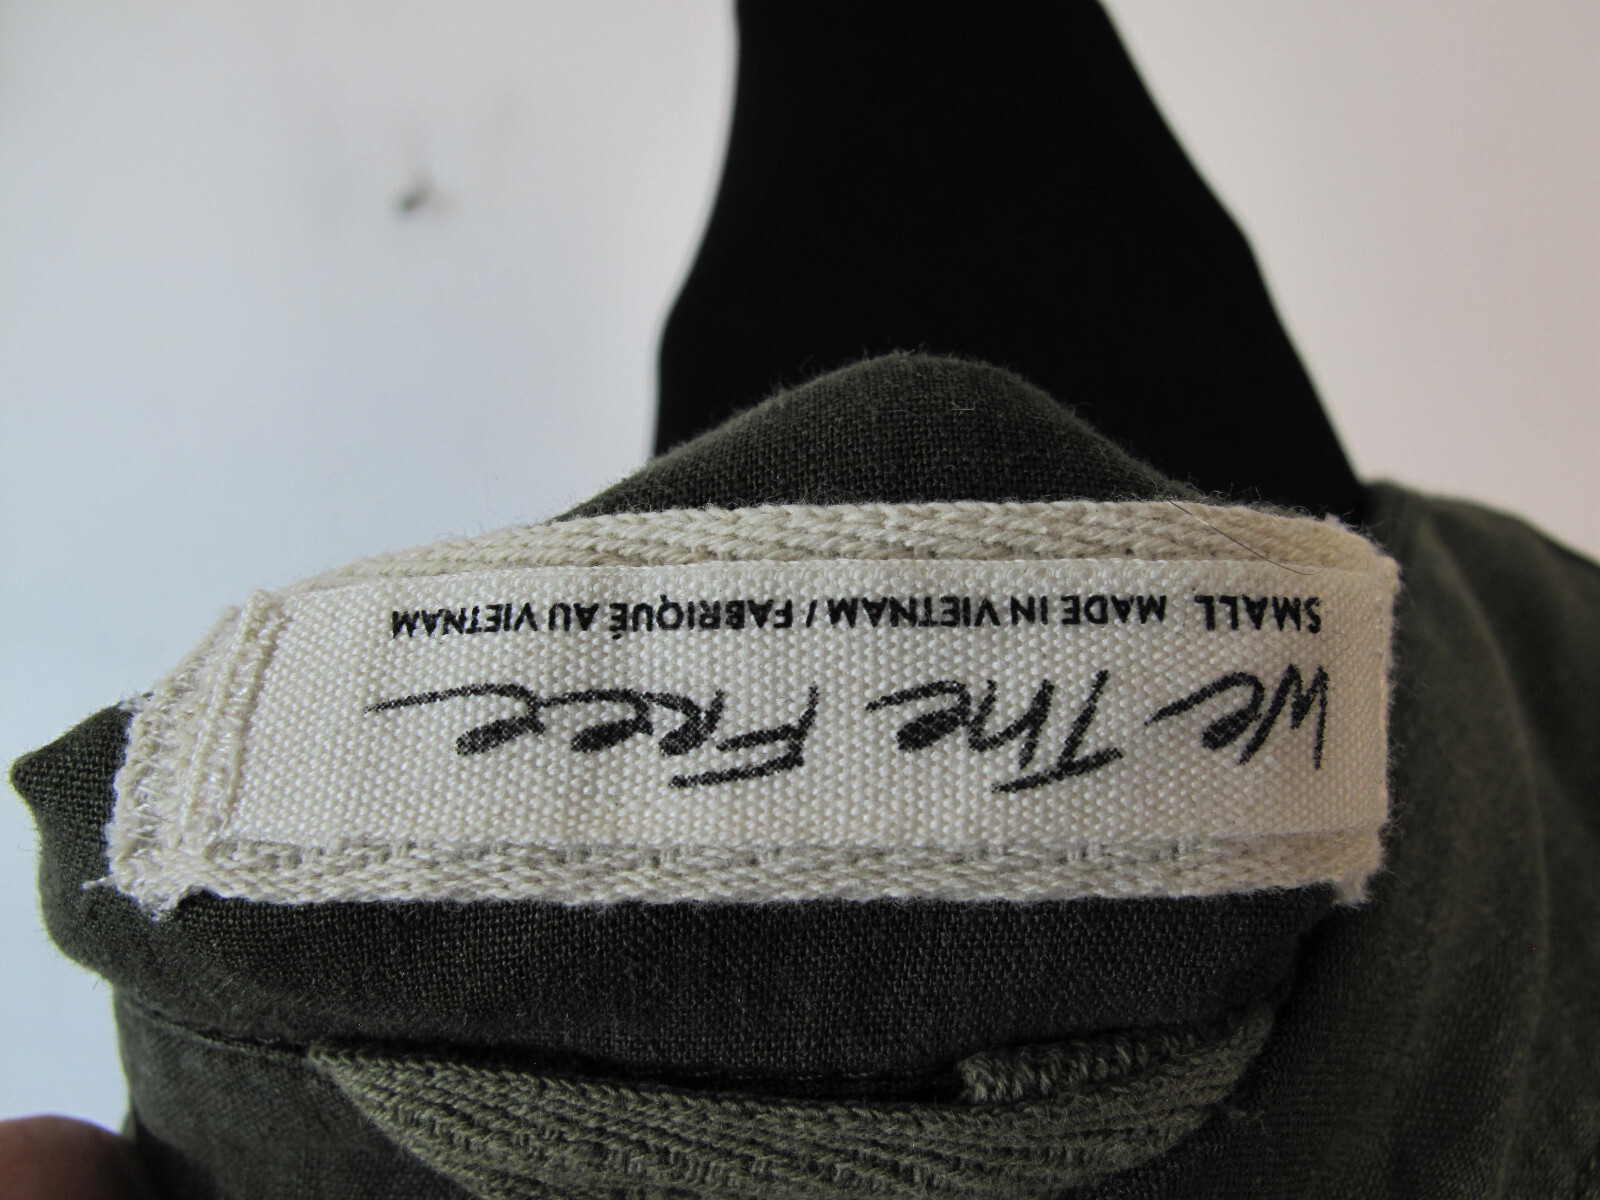 We The Free
SMALL MADE IN VIETNAM / FABRIQUÉ AU VIETNAM